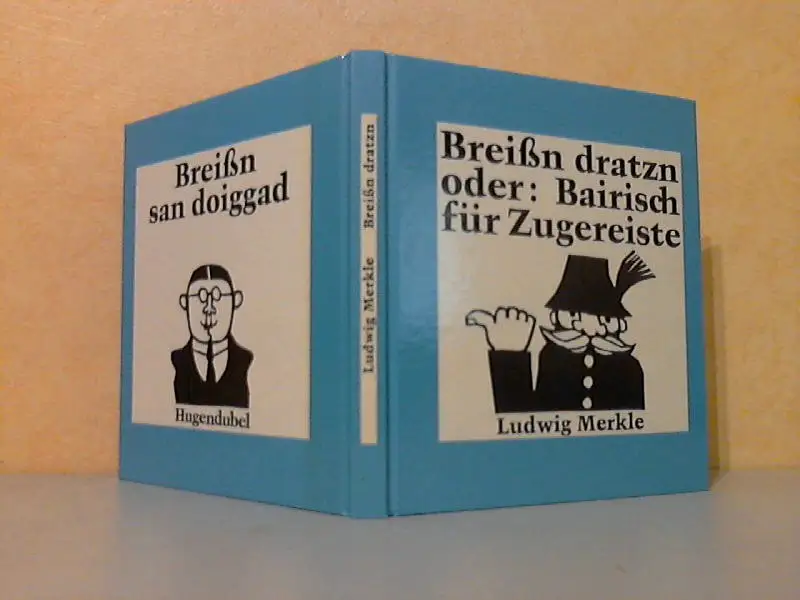 Breißn
san doiggad
Hugendubel
Ludwig Merkle Breißn dratzn
Breißn dratzn
oder: Bairisch
für Zugereiste
Ludwig Merkle